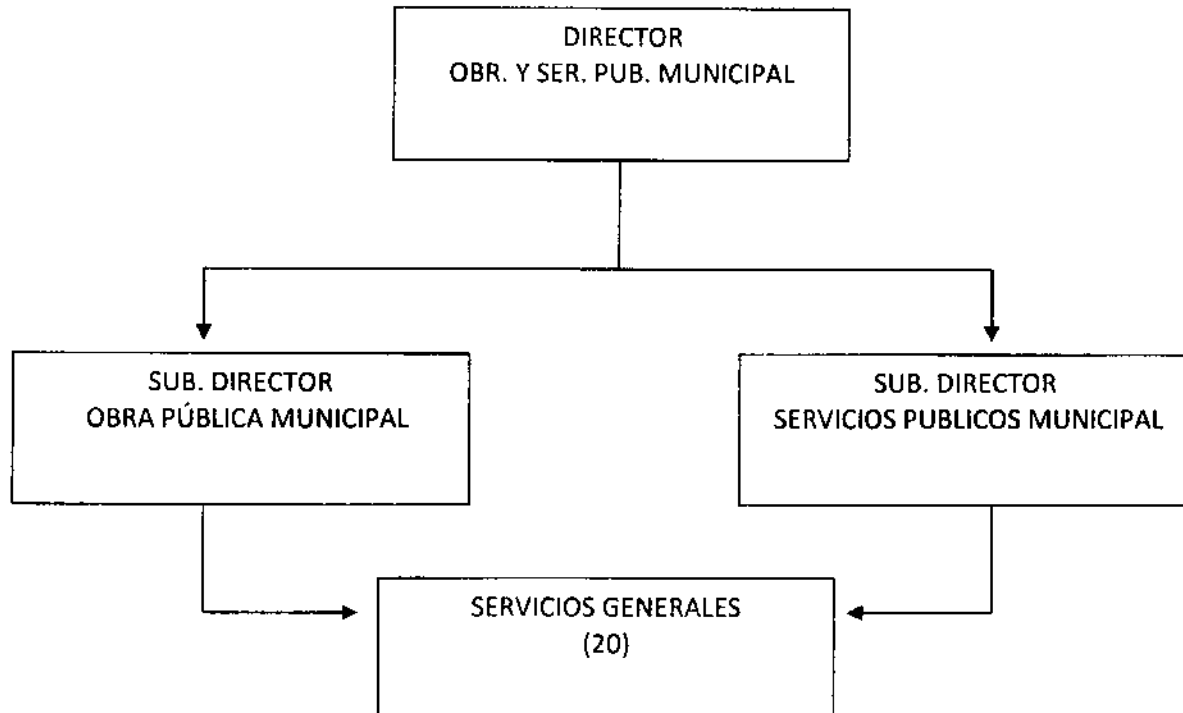 DIRECTOR
OBR. Y SER. PUB. MUNICIPAL
SUB. DIRECTOR
OBRA PÚBLICA MUNICIPAL
SUB. DIRECTOR
SERVICIOS PUBLICOS MUNICIPAL
SERVICIOS GENERALES
(20)